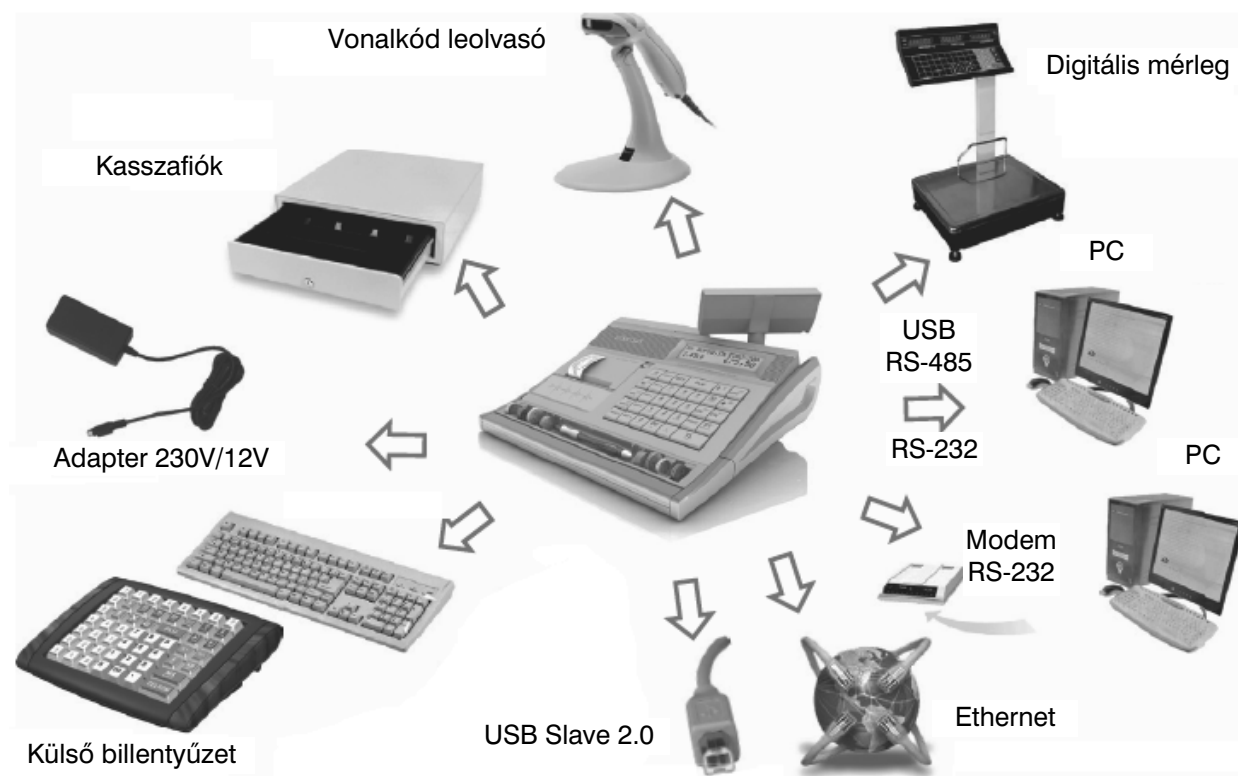 Vonalkód leolvasó
Digitális mérleg
Kasszafiók
PC
USB
RS-485
RS-232
Adapter 230V/12V
PC
Modem
RS-232
Külső billentyűzet
USB Slave 2.0
Ethernet